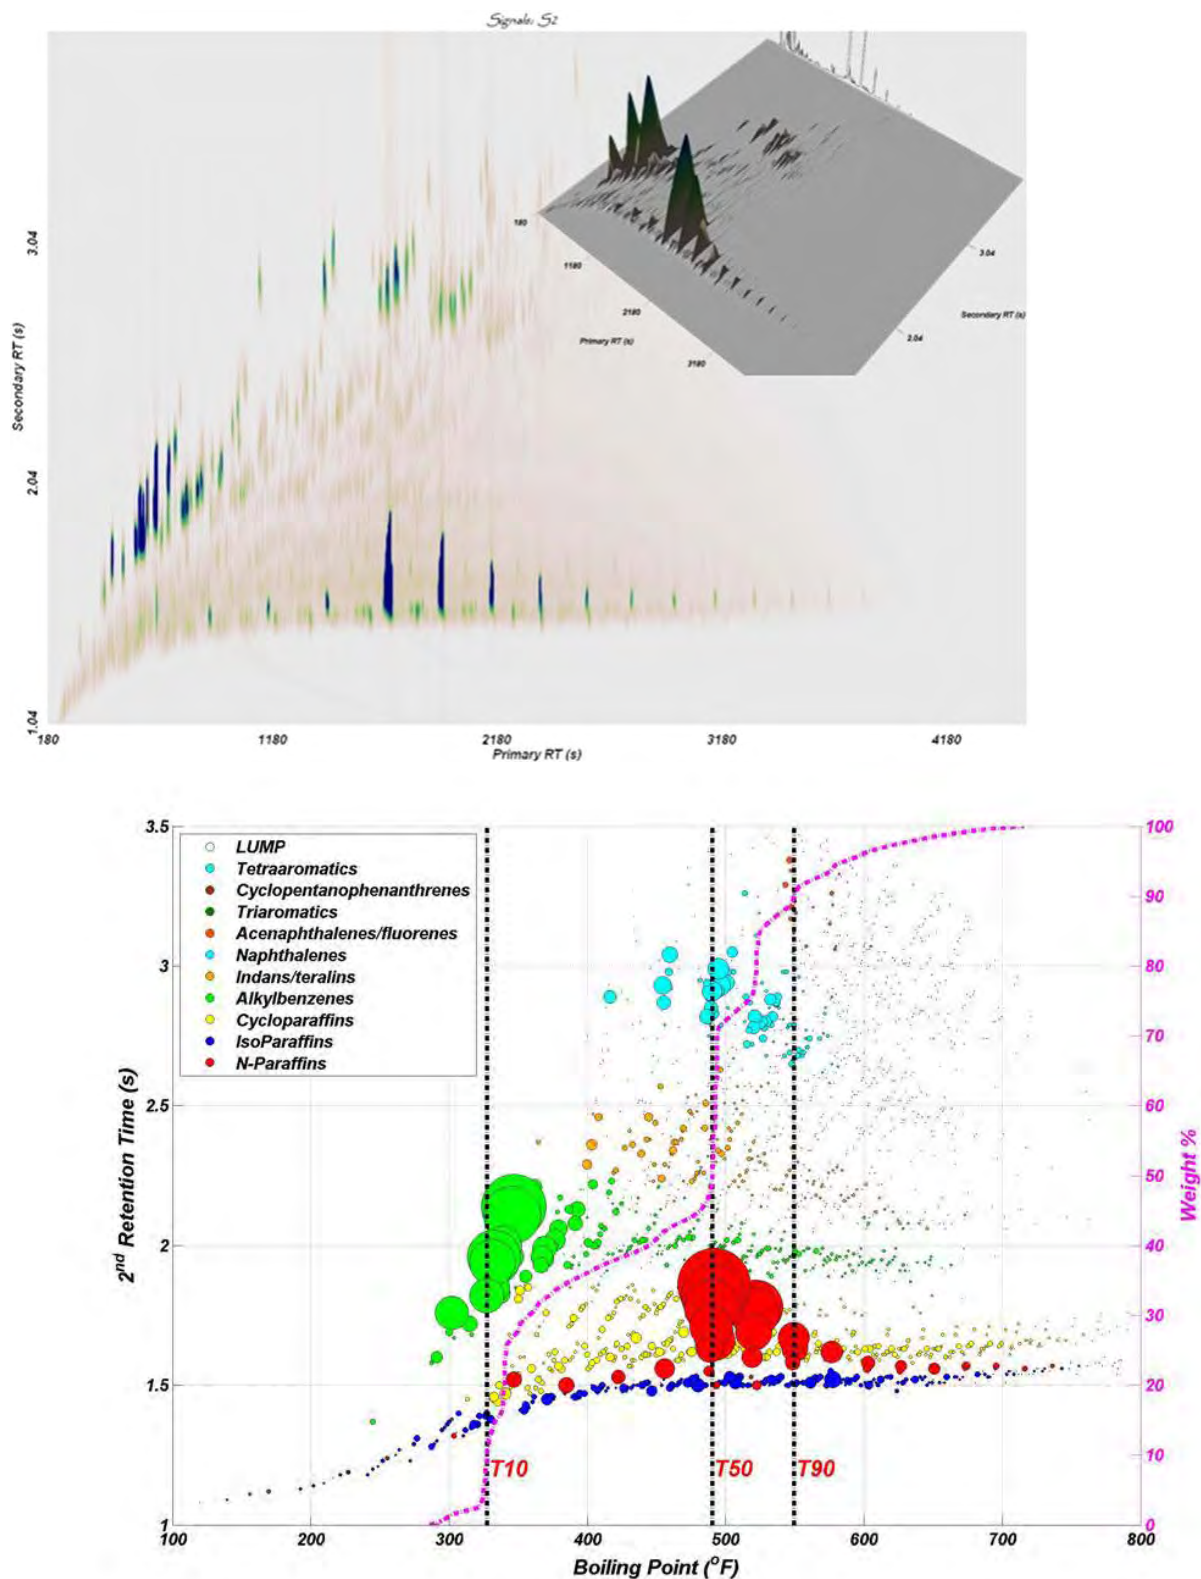 Signals: S2
3.04
2.04
1.04
Secondary RT (s)
180
1180
2180
3180
4180
Primary RT (s)
180
1180
2180
3180
Primary RT (s)
3.04
2.04
Secondary RT (s)
3.5
3
2.5
2
1.5
1
2nd Retention Time (s)
LUMP
Tetraaromatics
Cyclopentanophenanthrenes
Triaromatics
Acenaphthalenes/fluorenes
Naphthalenes
Indans/teralins
Alkylbenzenes
Cycloparaffins
IsoParaffins
N-Paraffins
T10
T50
T90
100
90
80
70
60
50
40
30
20
10
0
Weight %
100
200
300
400
500
600
700
800
Boiling Point (OF)